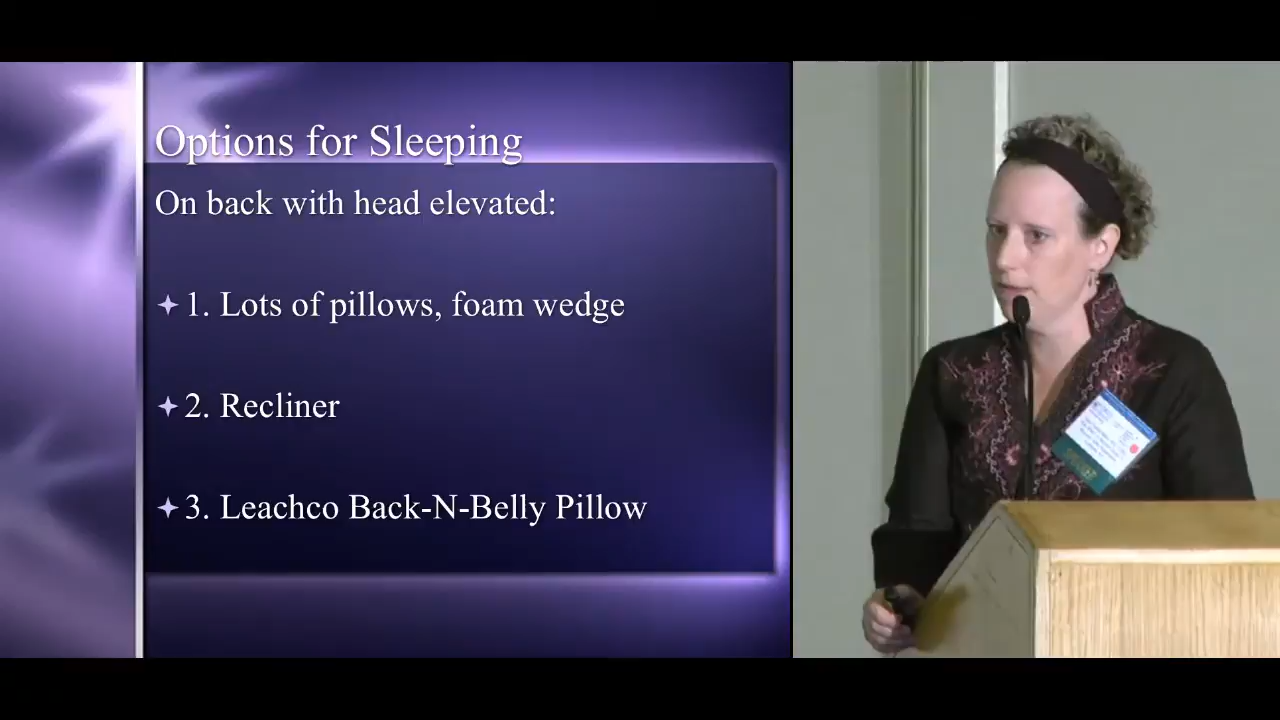 Options for Sleeping
On back with head elevated:
1. Lots of pillows, foam wedge
2. Recliner
3. Leachco Back-N-Belly Pillow